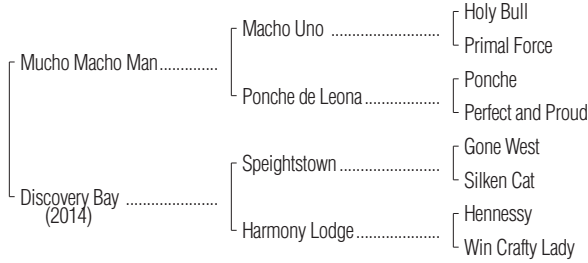 Holy Bull
Macho Uno ....................
Primal Force
Mucho Macho Man..............
Ponche
Ponche de Leona..............
Perfect and Proud
Gone West
Speightstown ..................
Silken Cat
Discovery Bay ..................
(2014)
Hennessy
Harmony Lodge...............
Win Crafty Lady